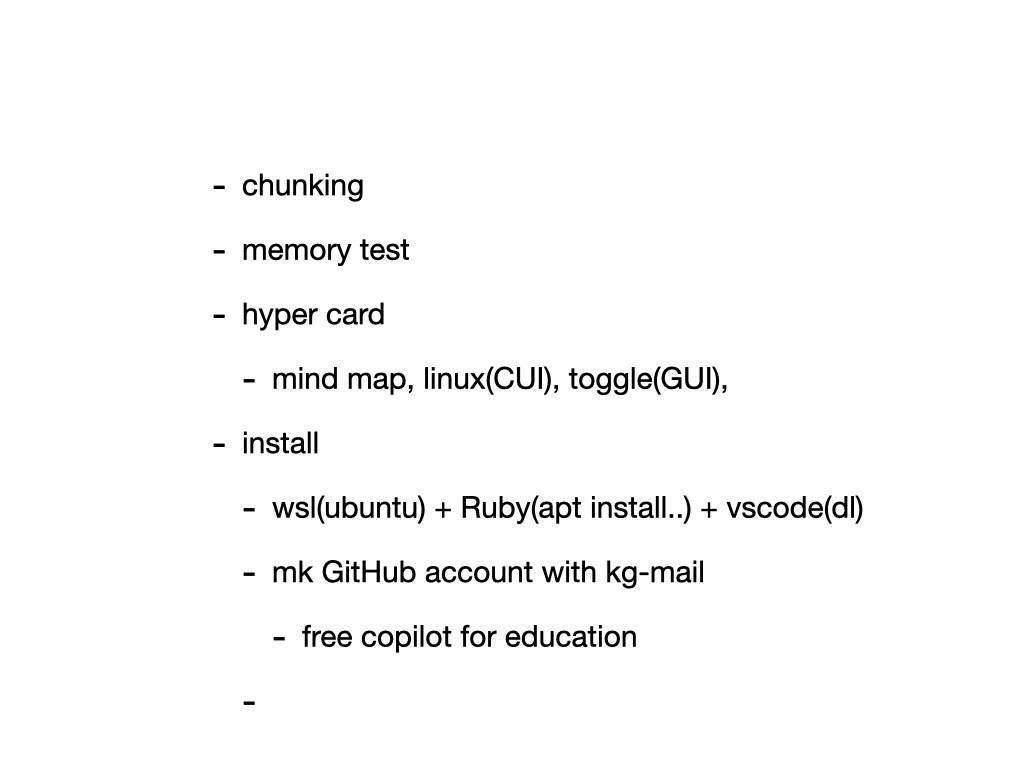 - chunking
- memory test
- hyper card
- mind map, linux(CUI), toggle(GUI),
- install
- wsl(ubuntu) + Ruby(apt install..) + vscode(dl)
- mk GitHub account with kg-mail
- free copilot for education
-